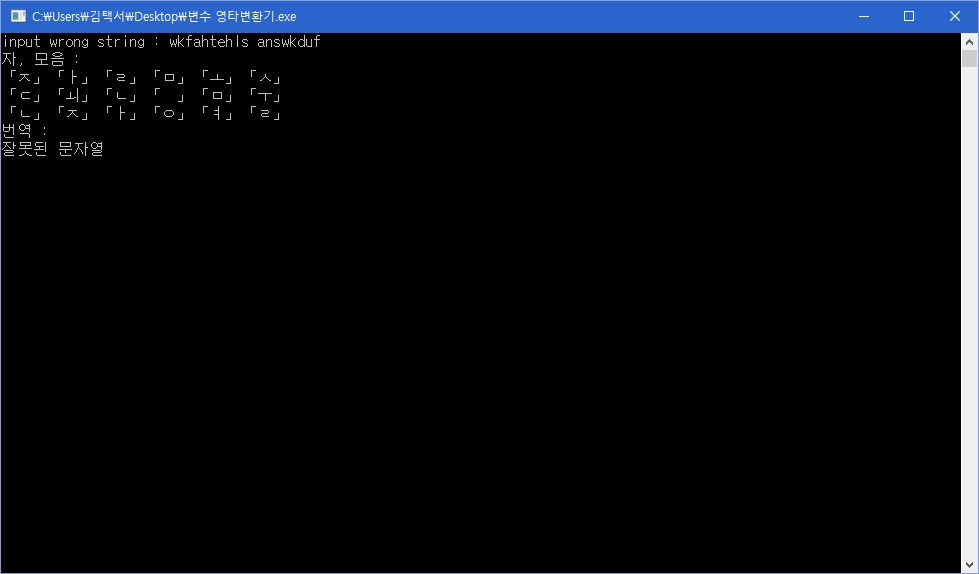 C:₩Users₩김택서₩Desktop₩변수 영타변환기.exe
input wrong string : wkfahtehls answkduf
자, 모음 :
「ㅈ」「ㅏ」「ㄹ」「ㅁ」「ㅗ」「ㅅ」
「ㄷ」「ㅚ」「ㄴ」「 」「ㅁ」「ㅜ」
「ㄴ」「ㅈ」「ㅏ」「ㅇ」「ㅕ」「ㄹ」
번역 :
잘못된 문자열